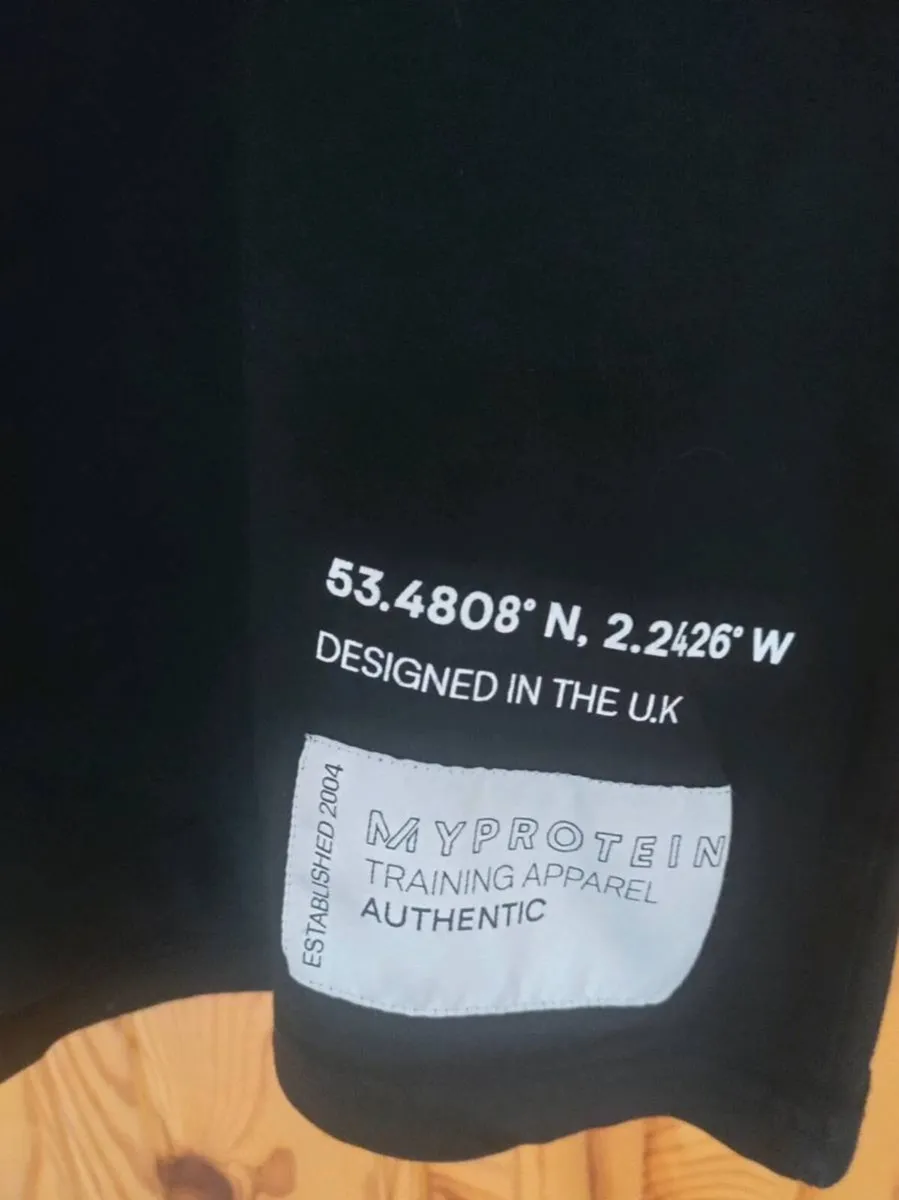 53.4808° N, 2.2426° W
DESIGNED IN THE U.K
ESTABLISHED 2004
MYPROTEIN
TRAINING APPAREL
AUTHENTIC